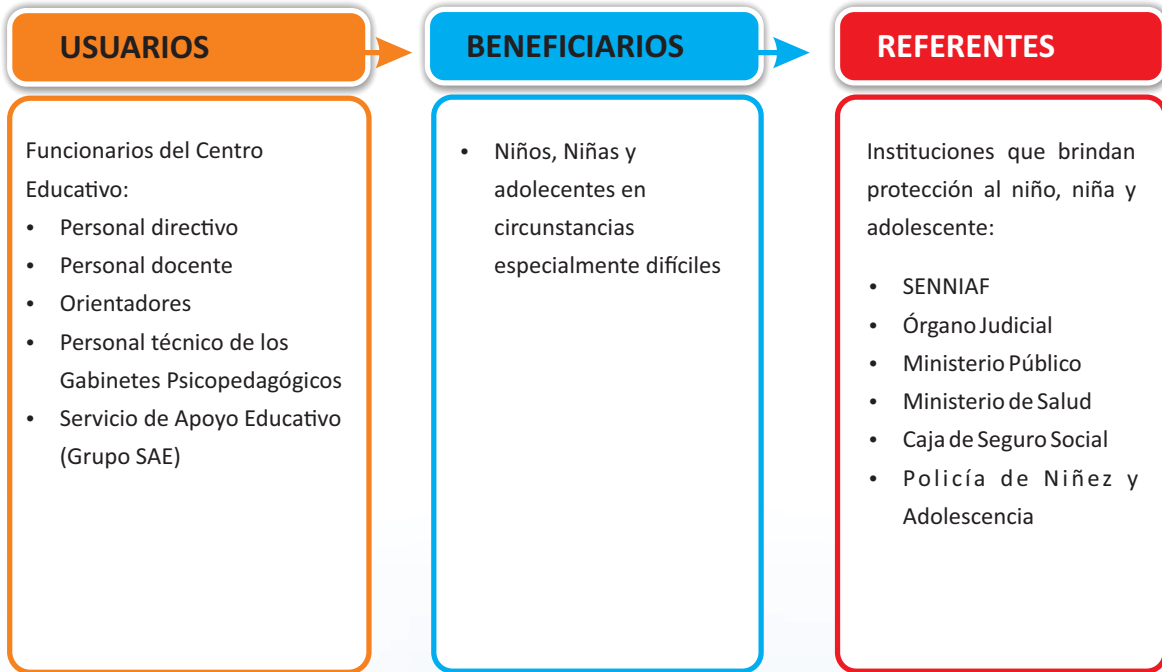 USUARIOS
Funcionarios del Centro
Educativo:
• Personal directivo
• Personal docente
• Orientadores
• Personal técnico de los
Gabinetes Psicopedagógicos
• Servicio de Apoyo Educativo
(Grupo SAE)
BENEFICIARIOS
• Niños, Niñas y
adolecentes en
circunstancias
especialmente difíciles
REFERENTES
Instituciones que brindan
protección al niño, niña y
adolescente:
• SENNIAF
• Órgano Judicial
• Ministerio Público
• Ministerio de Salud
• Caja de Seguro Social
• Policía de Niñez y
Adolescencia